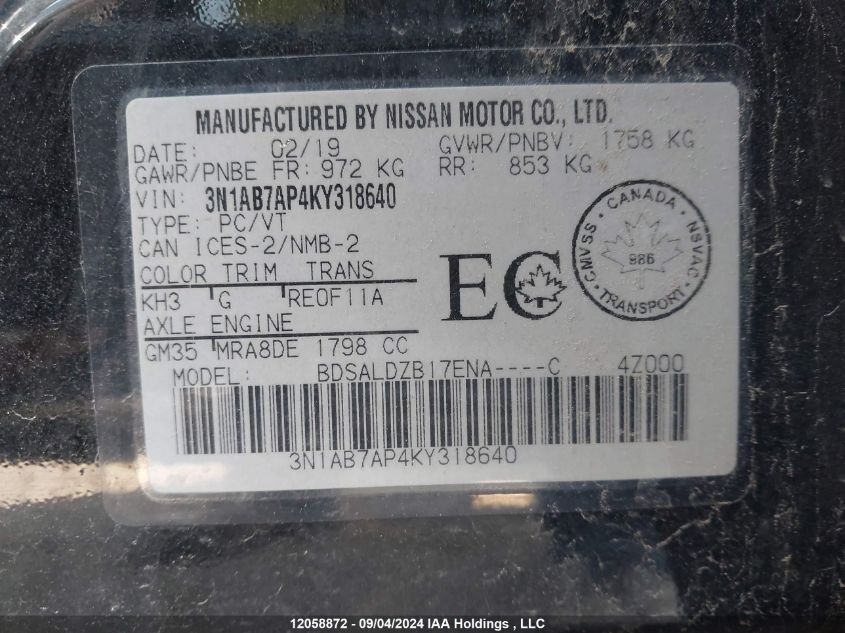 MANUFACTURED BY NISSAN MOTOR CO., LTD.
DATE: 02/19 GVWR/PNBV: 1758 KG
GAWR/PNBE FR: 972 KG RR: 853 KG
VIN: 3N1AB7AP4KY318640
TYPE: PC/VT
CAN ICES-2/NMB-2
COLOR TRIM TRANS
KH3 G RE0F11A
AXLE ENGINE
GM35 MRA8DE 1798 CC
MODEL: BDSALDZB17ENA----C 4Z000
3N1AB7AP4KY318640
EC
CANADA
CMVSS · NSVAC
986
TRANSPORT
12058872 - 09/04/2024 IAA Holdings , LLC